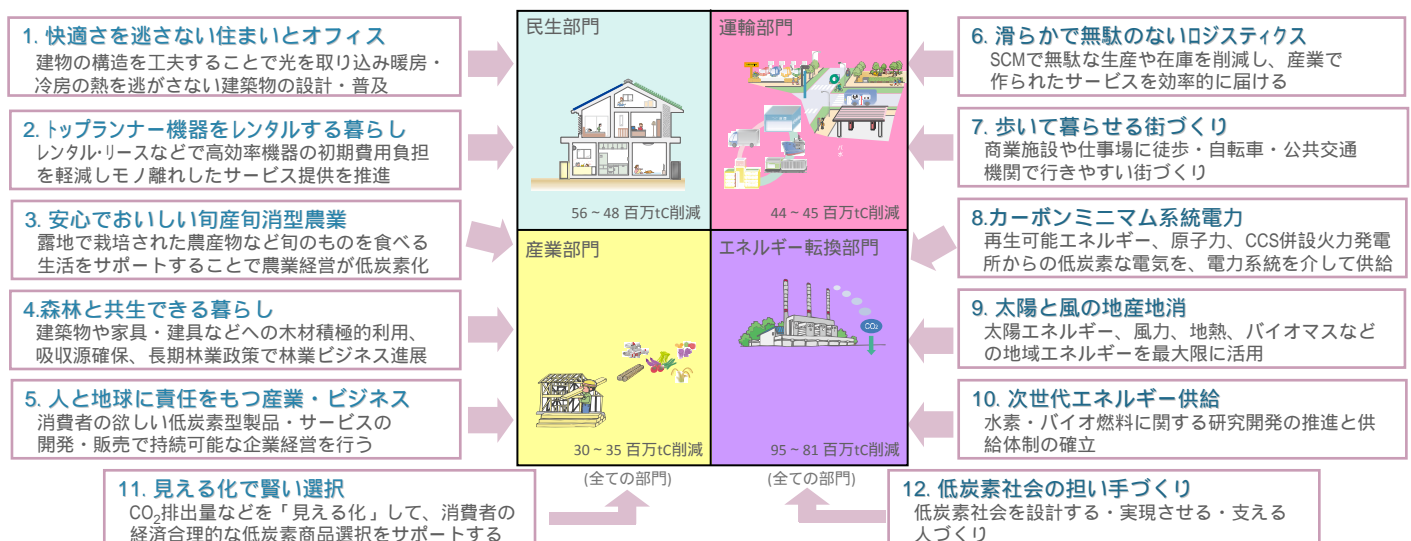 1. 快適さを逃さない住まいとオフィス
建物の構造を工夫することで光を取り込み暖房・
冷房の熱を逃がさない建築物の設計・普及
2. トップランナー機器をレンタルする暮らし
レンタル・リースなどで高効率機器の初期費用負担
を軽減しモノ離れしたサービス提供を推進
3. 安心でおいしい旬産旬消型農業
露地で栽培された農産物など旬のものを食べる
生活をサポートすることで農業経営が低炭素化
4.森林と共生できる暮らし
建築物や家具・建具などへの木材積極的利用、
吸収源確保、長期林業政策で林業ビジネス進展
5. 人と地球に責任をもつ産業・ビジネス
消費者の欲しい低炭素型製品・サービスの
開発・販売で持続可能な企業経営を行う
民生部門
56 ~ 48 百万tC削減
運輸部門
バス
44 ~ 45 百万tC削減
産業部門
30 ~ 35 百万tC削減
エネルギー転換部門
CO₂
95 ~ 81 百万tC削減
6. 滑らかで無駄のないロジスティクス
SCMで無駄な生産や在庫を削減し、産業で
作られたサービスを効率的に届ける
7. 歩いて暮らせる街づくり
商業施設や仕事場に徒歩・自転車・公共交通
機関で行きやすい街づくり
8.カーボンミニマム系統電力
再生可能エネルギー、原子力、CCS併設火力発電
所からの低炭素な電気を、電力系統を介して供給
9. 太陽と風の地産地消
太陽エネルギー、風力、地熱、バイオマスなど
の地域エネルギーを最大限に活用
10. 次世代エネルギー供給
水素・バイオ燃料に関する研究開発の推進と供
給体制の確立
(全ての部門)
(全ての部門)
11. 見える化で賢い選択
CO₂排出量などを「見える化」して、消費者の
経済合理的な低炭素商品選択をサポートする
12. 低炭素社会の担い手づくり
低炭素社会を設計する・実現させる・支える
人づくり